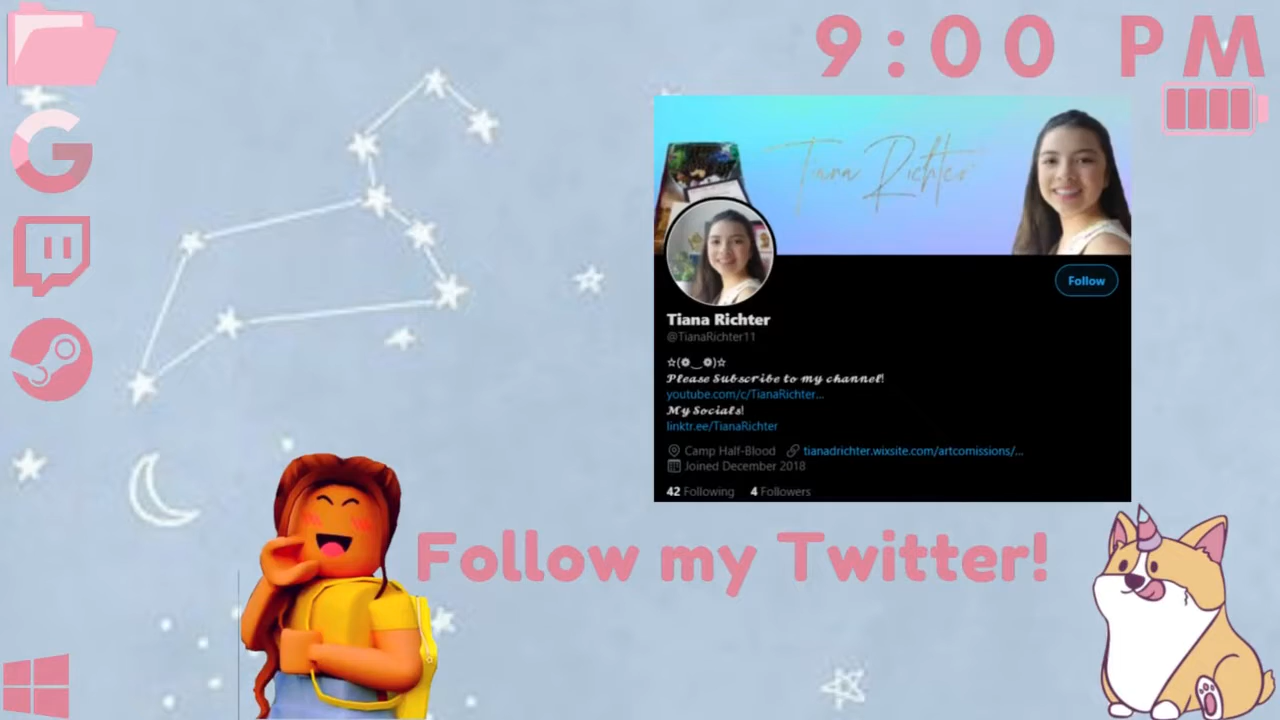 9:00 PM
Tiana Richter
Follow
Tiana Richter
@TianaRichter11
☆(❁‿❁)☆
𝓟𝓵𝓮𝓪𝓼𝓮 𝓢𝓾𝓫𝓼𝓬𝓻𝓲𝓫𝓮 𝓽𝓸 𝓶𝔂 𝓬𝓱𝓪𝓷𝓷𝓮𝓵!
youtube.com/c/TianaRichter...
𝓜𝔂 𝓢𝓸𝓬𝓲𝓪𝓵𝓼!
linktr.ee/TianaRichter
Camp Half-Blood tianadrichter.wixsite.com/artcomissions/...
Joined December 2018
42 Following 4 Followers
Follow my Twitter!